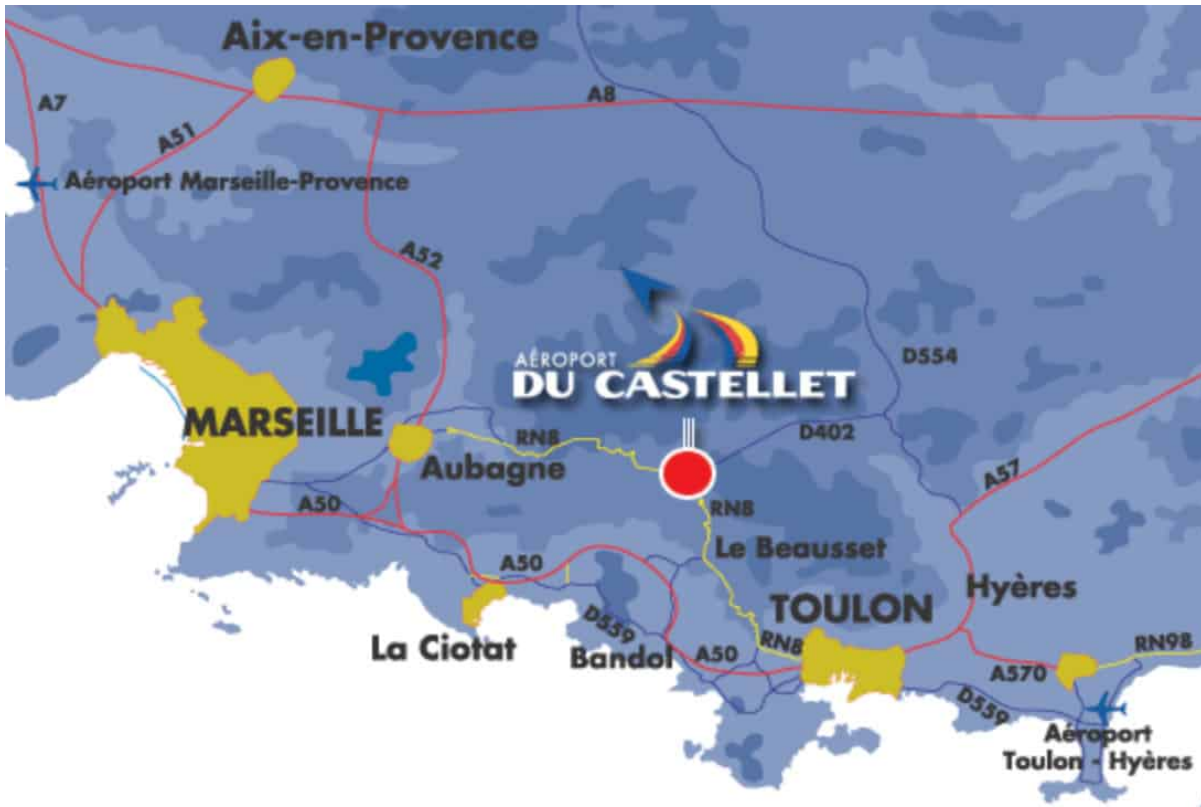 Aix-en-Provence
A7
A8
A51
Aéroport Marseille-Provence
A52
AÉROPORT
DU CASTELLET
D554
MARSEILLE
RN8
D402
Aubagne
A57
A50
RN8
Le Beausset
A50
Hyères
TOULON
D559
La Ciotat
Bandol
A50
RN8
RN98
A570
D559
Aéroport
Toulon - Hyères